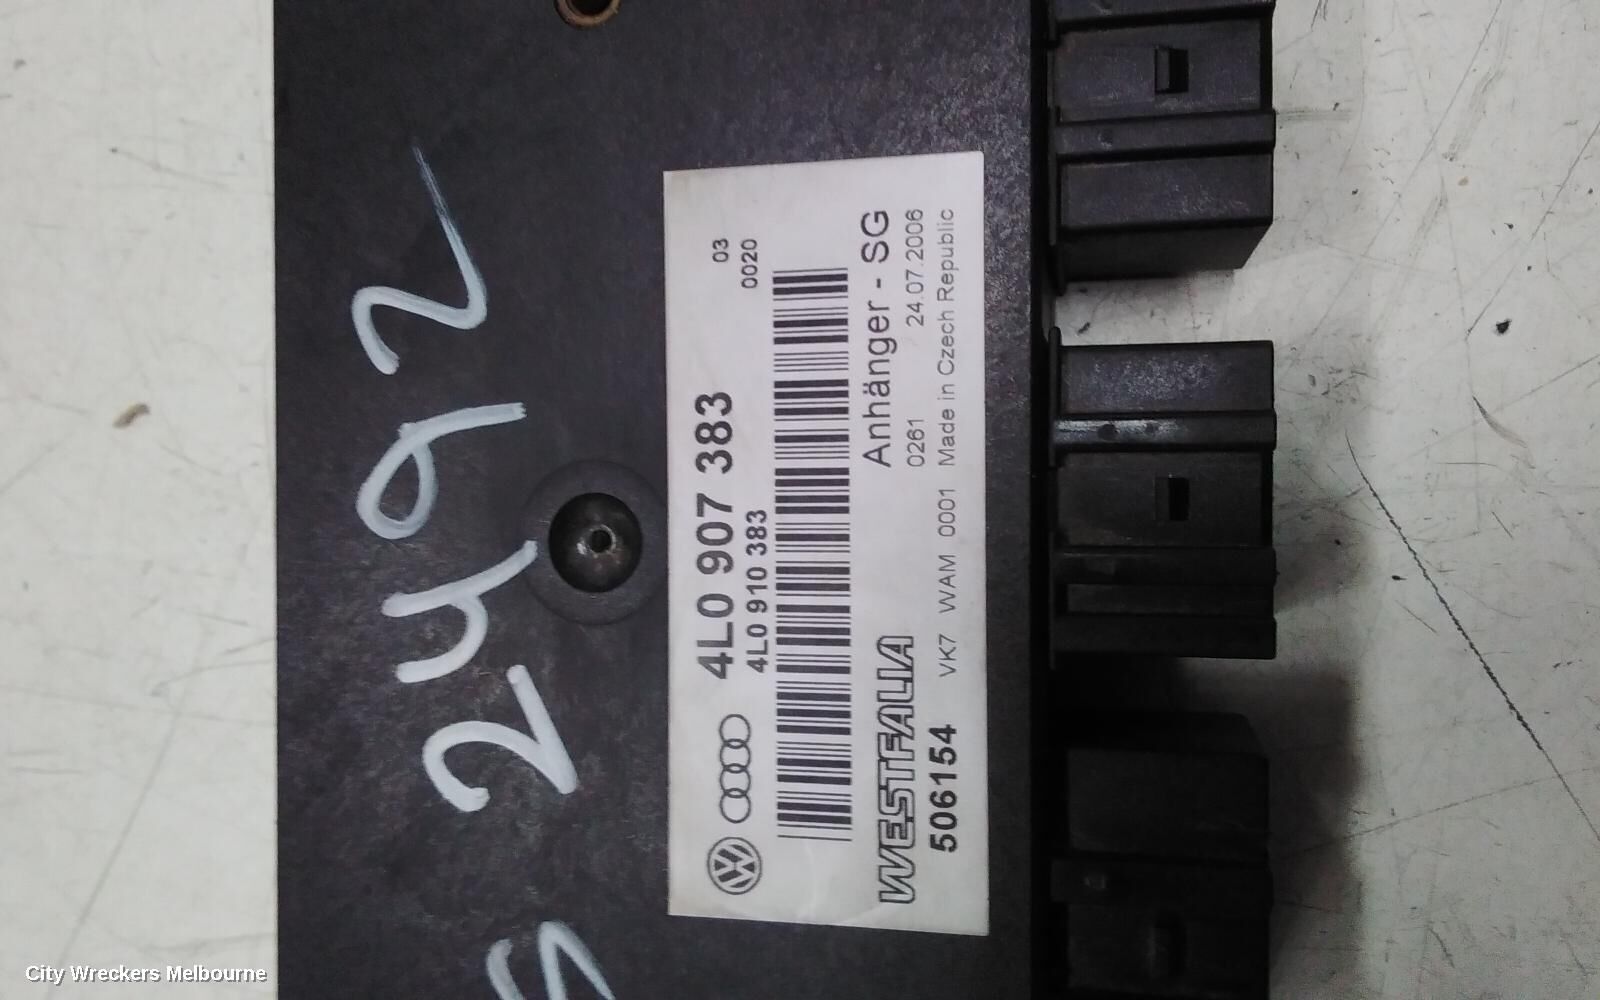 S 2492
4L0 907 383 03
4L0 910 383 0020
WESTFALIA Anhänger - SG
506154 0261 24.07.2006
VK7 WAM 0001 Made in Czech Republic
City Wreckers Melbourne